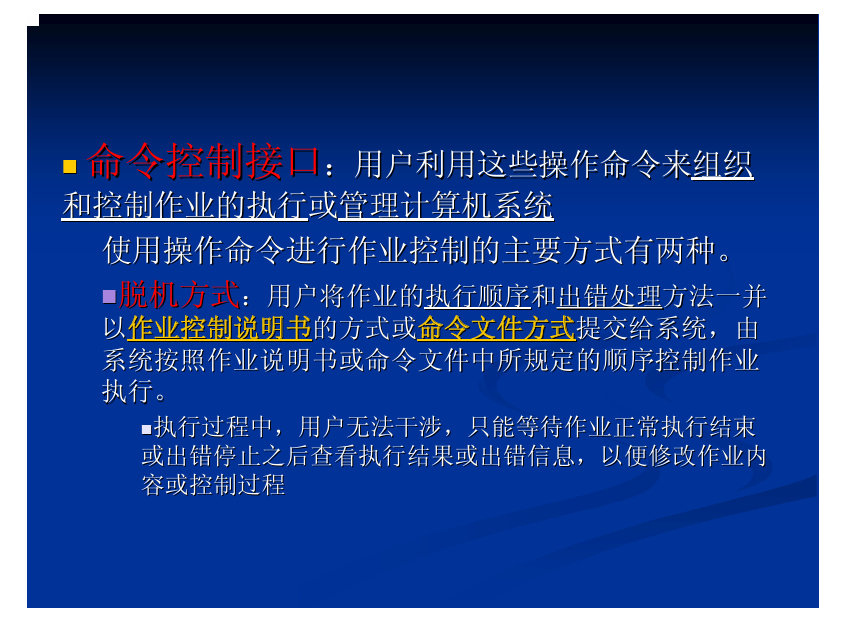 命令控制接口：用户利用这些操作命令来组织
和控制作业的执行或管理计算机系统
使用操作命令进行作业控制的主要方式有两种。
脱机方式：用户将作业的执行顺序和出错处理方法一并
以作业控制说明书的方式或命令文件方式提交给系统，由
系统按照作业说明书或命令文件中所规定的顺序控制作业
执行。
执行过程中，用户无法干涉，只能等待作业正常执行结束
或出错停止之后查看执行结果或出错信息，以便修改作业内
容或控制过程